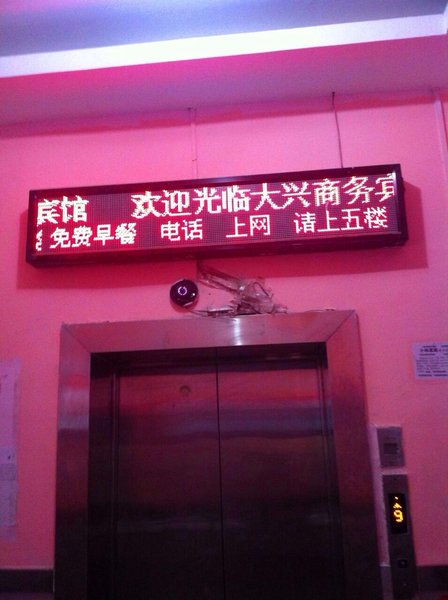 宾馆 欢迎光临大兴商务宾
免费早餐 电话 上网 请上五楼
9